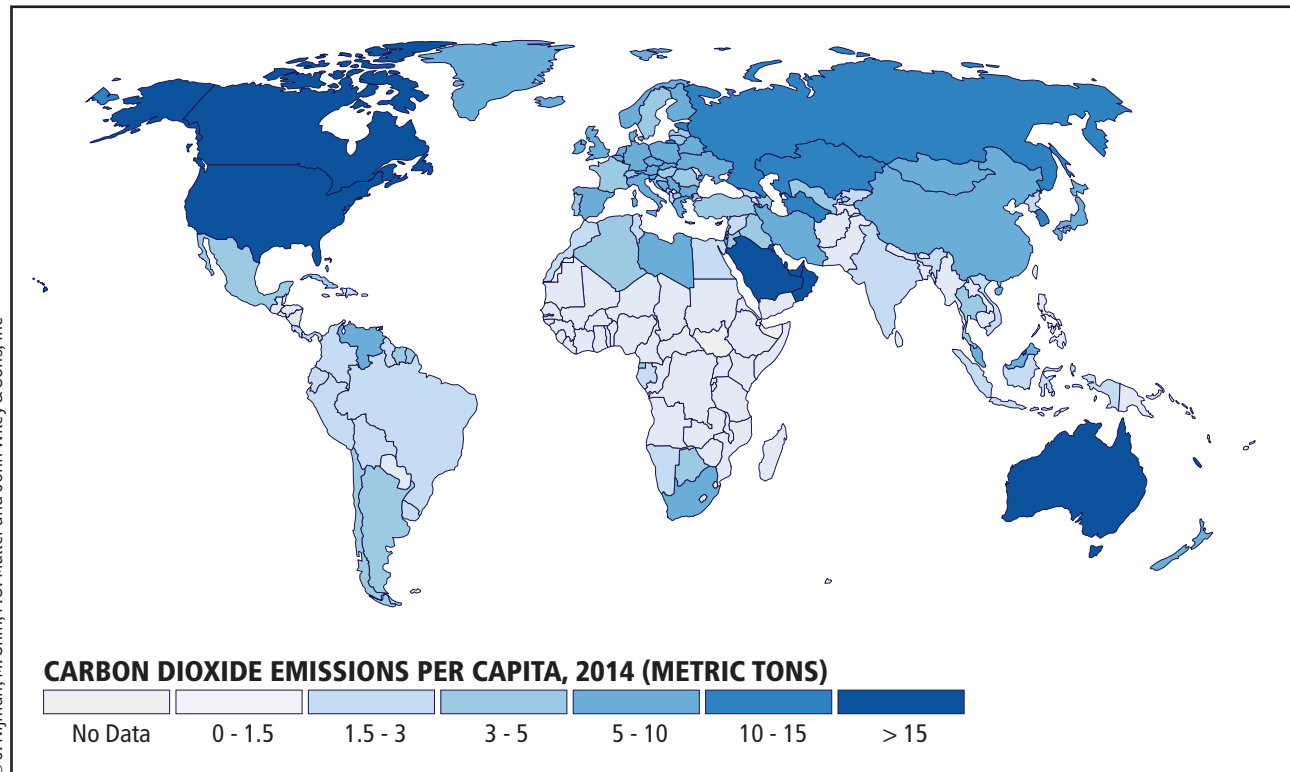 CARBON DIOXIDE EMISSIONS PER CAPITA, 2014 (METRIC TONS)
No Data 0 - 1.5 1.5 - 3 3 - 5 5 - 10 10 - 15 > 15